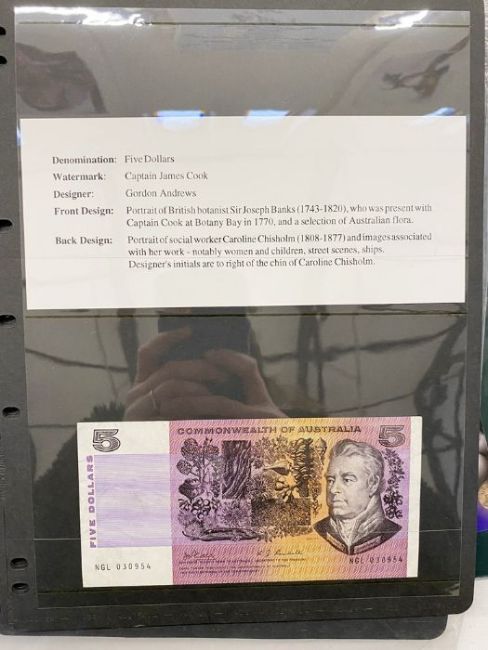 Denomination: Five Dollars
Watermark: Captain James Cook
Designer: Gordon Andrews
Front Design: Portrait of British botanist Sir Joseph Banks (1743-1820), who was present with
Captain Cook at Botany Bay in 1770, and a selection of Australian flora.
Back Design: Portrait of social worker Caroline Chisholm (1808-1877) and images associated
with her work - notably women and children, street scenes, ships.
Designer's initials are to right of the chin of Caroline Chisholm.
5 COMMONWEALTH OF AUSTRALIA 5
FIVE DOLLARS
NGL 030954 NGL 030954